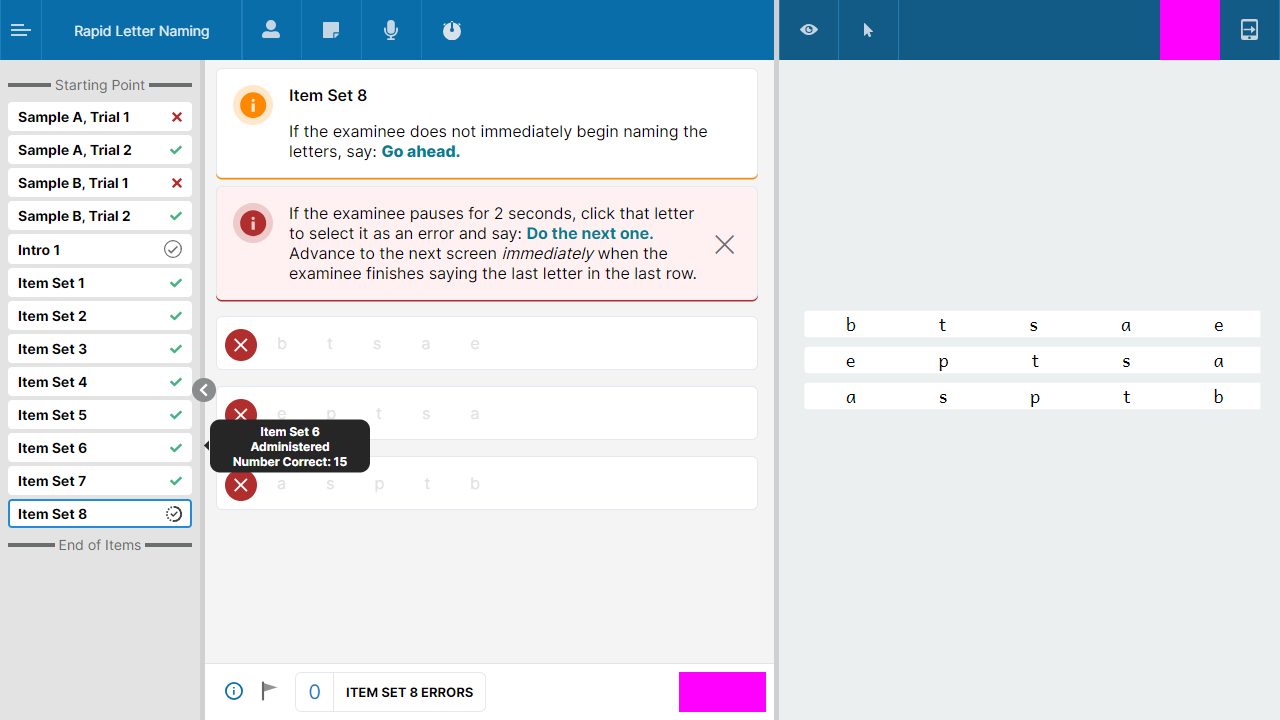 Rapid Letter Naming
Starting Point
Sample A, Trial 1
Sample A, Trial 2
Sample B, Trial 1
Sample B, Trial 2
Intro 1
Item Set 1
Item Set 2
Item Set 3
Item Set 4
Item Set 5
Item Set 6
Item Set 7
Item Set 8
End of Items
Item Set 8
If the examinee does not immediately begin naming the
letters, say: Go ahead.
If the examinee pauses for 2 seconds, click that letter
to select it as an error and say: Do the next one.
Advance to the next screen immediately when the
examinee finishes saying the last letter in the last row.
b t s a e
e p t s a
Item Set 6
Administered
Number Correct: 15
a s p t b
0 ITEM SET 8 ERRORS
b t s a e
e p t s a
a s p t b